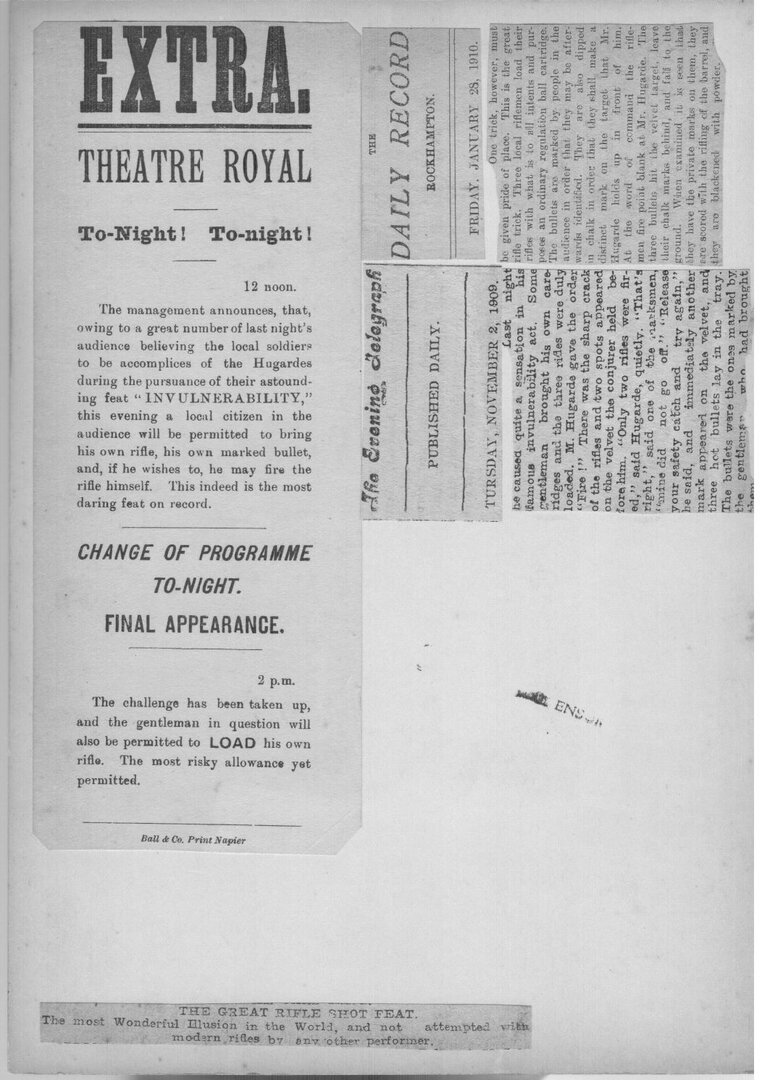 EXTRA.
THEATRE ROYAL
To-Night! To-night!
12 noon.
The management announces, that,
owing to a great number of last night's
audience believing the local soldiers
to be accomplices of the Hugardes
during the pursuance of their astound-
ing feat "INVULNERABILITY,"
this evening a local citizen in the
audience will be permitted to bring
his own rifle, his own marked bullet,
and, if he wishes to, he may fire the
rifle himself. This indeed is the most
daring feat on record.
CHANGE OF PROGRAMME
TO-NIGHT.
FINAL APPEARANCE.
2 p.m.
The challenge has been taken up,
and the gentleman in question will
also be permitted to LOAD his own
rifle. The most risky allowance yet
permitted.
Ball & Co. Print Napier
THE
DAILY RECORD
ROCKHAMPTON.
FRIDAY, JANUARY 28, 1910.
One trick, however, must
be given pride of place. This is the great
rifle trick. Three local riflemen load their
rifles with what is to all intents and pur-
poses an ordinary regulation ball cartridge.
The bullets are marked by people in the
audience in order that they may be after-
wards identified. They are also dipped
in chalk in order that they shall make a
distinct mark on the target that Mr.
Hugarde holds up in front of him.
At the word of command the rifle-
men fire point blank at Mr. Hugarde. The
three bullets hit the velvet target, leave
their chalk marks behind, and fall to the
ground. When examined it is seen that
they have the private marks on them, they
are scored with the rifling of the barrel, and
they are blackened with powder.
The Evening Telegraph
PUBLISHED DAILY.
TURSDAY, NOVEMBER 2, 1909.
Last night
he caused quite a sensation in his
famous invulnerability act. Some
gentleman brought his own care-
ridges and the three rides were duly
loaded. M. Hugarde gave the order
"Fire!" There was the sharp crack
of the rifles and two spots appeared
on the velvet the conjurer held be-
fore him. "Only two rifles were fir-
ed," said Hugarde, quietly. "That's
right," said one of the marksmen,
"mine did not go off." "Release
your safety catch and try again,"
he said, and immediately another
mark appeared on the velvet, and
three hot bullets lay in the tray.
The bullets were the ones marked by
the gentleman who had brought
them
THE GREAT RIFLE SHOT FEAT.
The most Wonderful Illusion in the World, and not attempted with
modern rifles by any other performer.